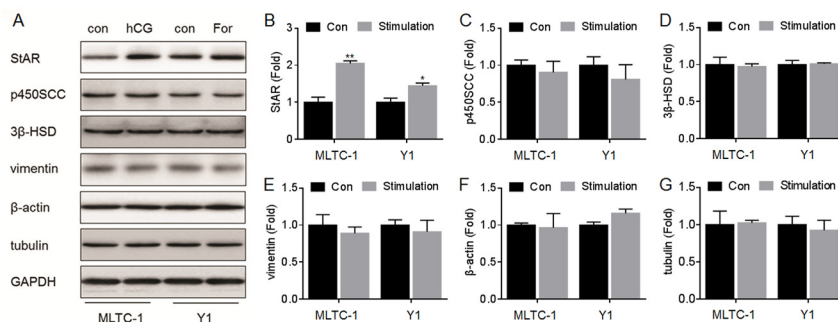 A
con hCG con For
StAR
p450SCC
3β-HSD
vimentin
β-actin
tubulin
GAPDH
MLTC-1 Y1
B
Con Stimulation
StAR (Fold)
3
2
1
0
**
*
MLTC-1 Y1
C
Con Stimulation
p450SCC (Fold)
1.5
1.0
0.5
0.0
MLTC-1 Y1
D
Con Stimulation
3β-HSD (Fold)
1.5
1.0
0.5
0.0
MLTC-1 Y1
E
Con Stimulation
vimentin (Fold)
1.5
1.0
0.5
0.0
MLTC-1 Y1
F
Con Stimulation
β-actin (Fold)
1.5
1.0
0.5
0.0
MLTC-1 Y1
G
Con Stimulation
tubulin (Fold)
1.5
1.0
0.5
0.0
MLTC-1 Y1